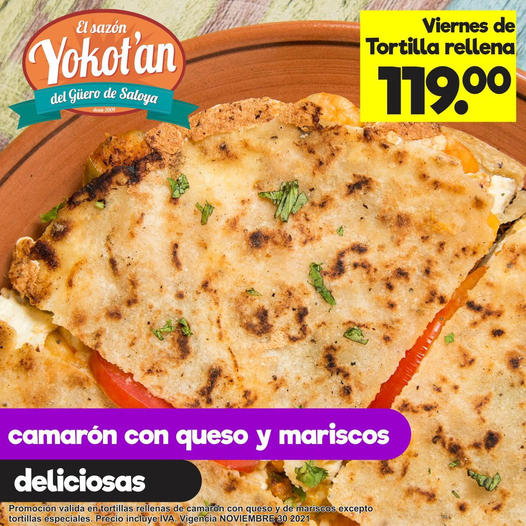 El sazón
Yokot'an
del Güero de Saloya
desde 2009
Viernes de
Tortilla rellena
119.00
camarón con queso y mariscos
deliciosas
Promoción valida en tortillas rellenas de camarón con queso y de mariscos excepto
tortillas especiales. Precio incluye IVA. Vigencia NOVIEMBRE 30 2021